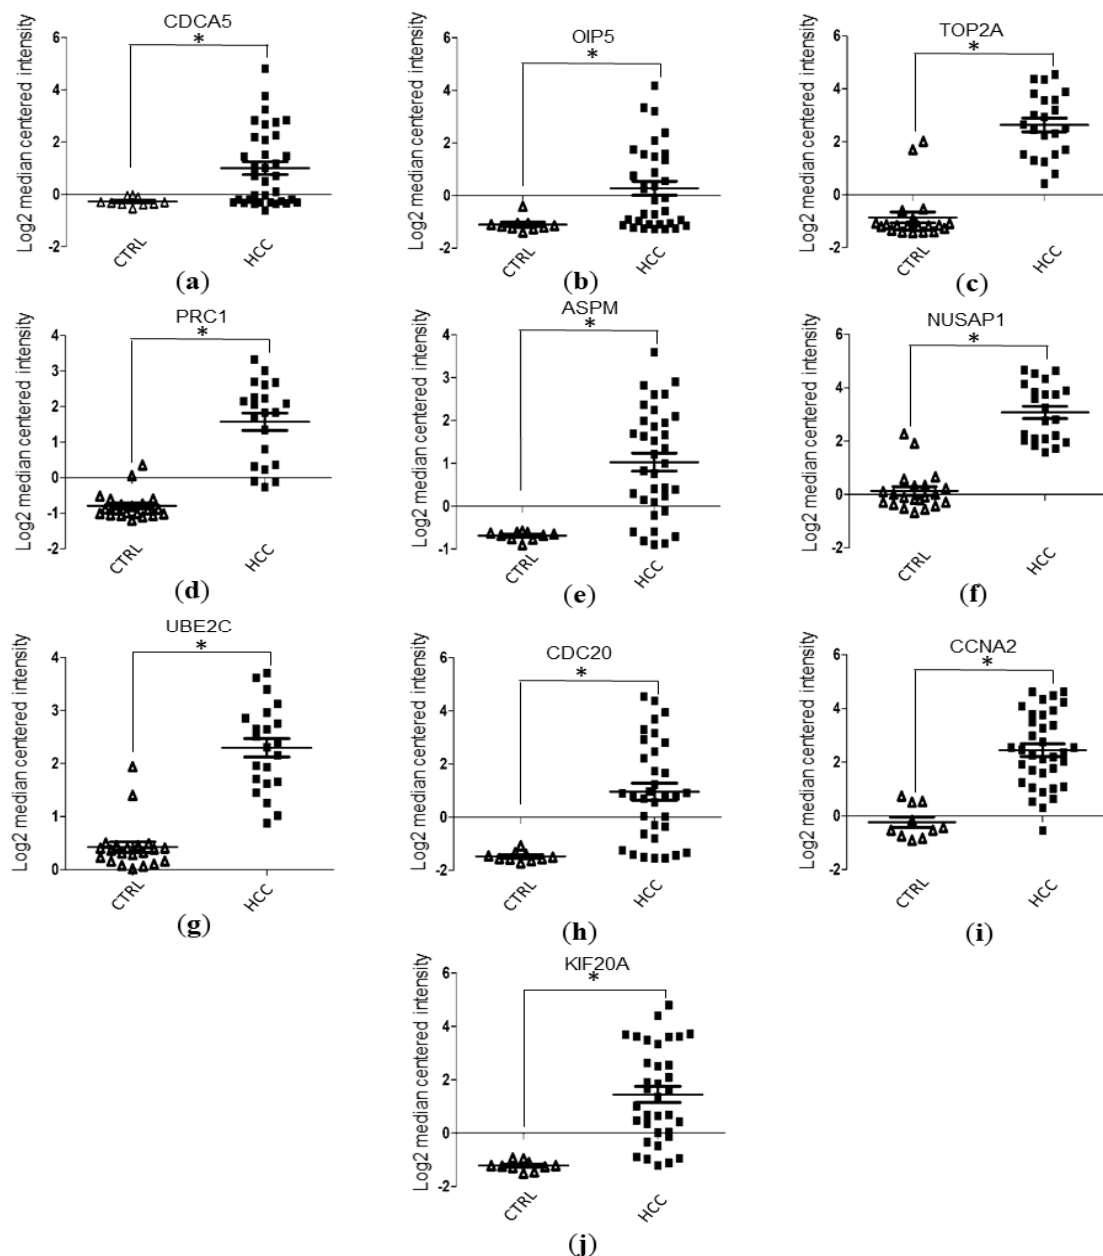 CDCA5
*
Log2 median centered intensity
6
4
2
0
-2
CTRL
HCC
(a)
OIP5
*
Log2 median centered intensity
6
4
2
0
-2
CTRL
HCC
(b)
TOP2A
*
Log2 median centered intensity
6
4
2
0
-2
CTRL
HCC
(c)
PRC1
*
Log2 median centered intensity
4
3
2
1
0
-1
-2
CTRL
HCC
(d)
ASPM
*
Log2 median centered intensity
4
3
2
1
0
-1
CTRL
HCC
(e)
NUSAP1
*
Log2 median centered intensity
6
4
2
0
-2
CTRL
HCC
(f)
UBE2C
*
Log2 median centered intensity
4
3
2
1
0
CTRL
HCC
(g)
CDC20
*
Log2 median centered intensity
6
4
2
0
-2
CTRL
HCC
(h)
CCNA2
*
Log2 median centered intensity
6
4
2
0
-2
CTRL
HCC
(i)
KIF20A
*
Log2 median centered intensity
6
4
2
0
-2
CTRL
HCC
(j)